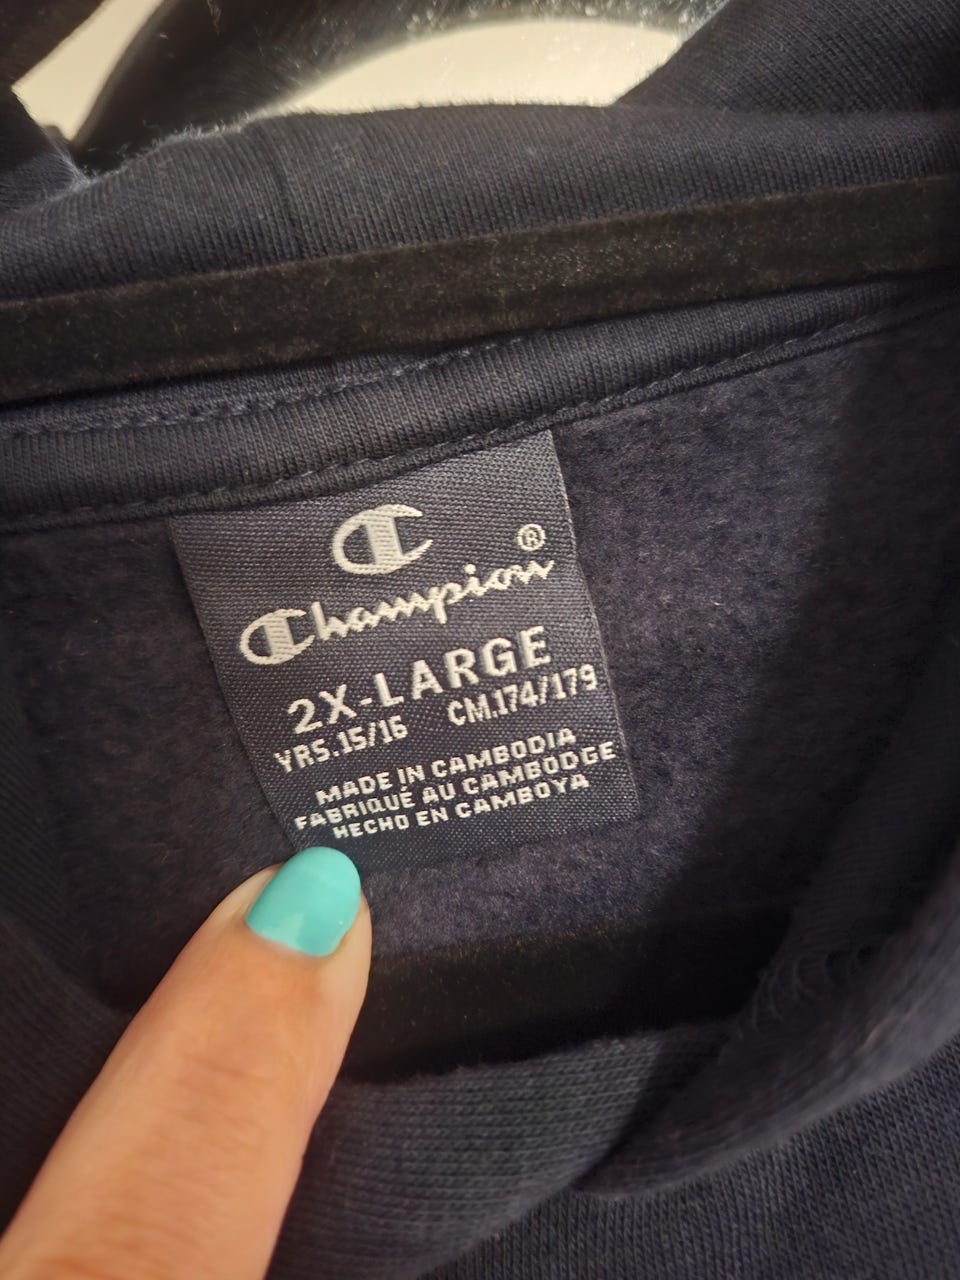 Champion®
2X-LARGE
YRS.15/16 CM.174/179
MADE IN CAMBODIA
FABRIQUÉ AU CAMBODGE
HECHO EN CAMBOYA